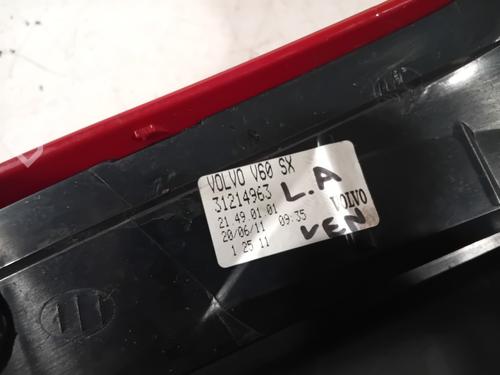 VOLVO V60 SX
31214963
21 49 01 01
20/06/11 09:35
1 25 11
VOLVO
L.A
VEN